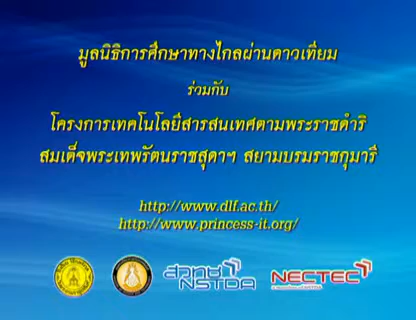 มูลนิธิการศึกษาทางไกลผ่านดาวเทียม
ร่วมกับ
โครงการเทคโนโลยีสารสนเทศตามพระราชดำริ
สมเด็จพระเทพรัตนราชสุดาฯ สยามบรมราชกุมารี
http://www.dlf.ac.th/
http://www.princess-it.org/
สวทช
NSTDA
NECTEC